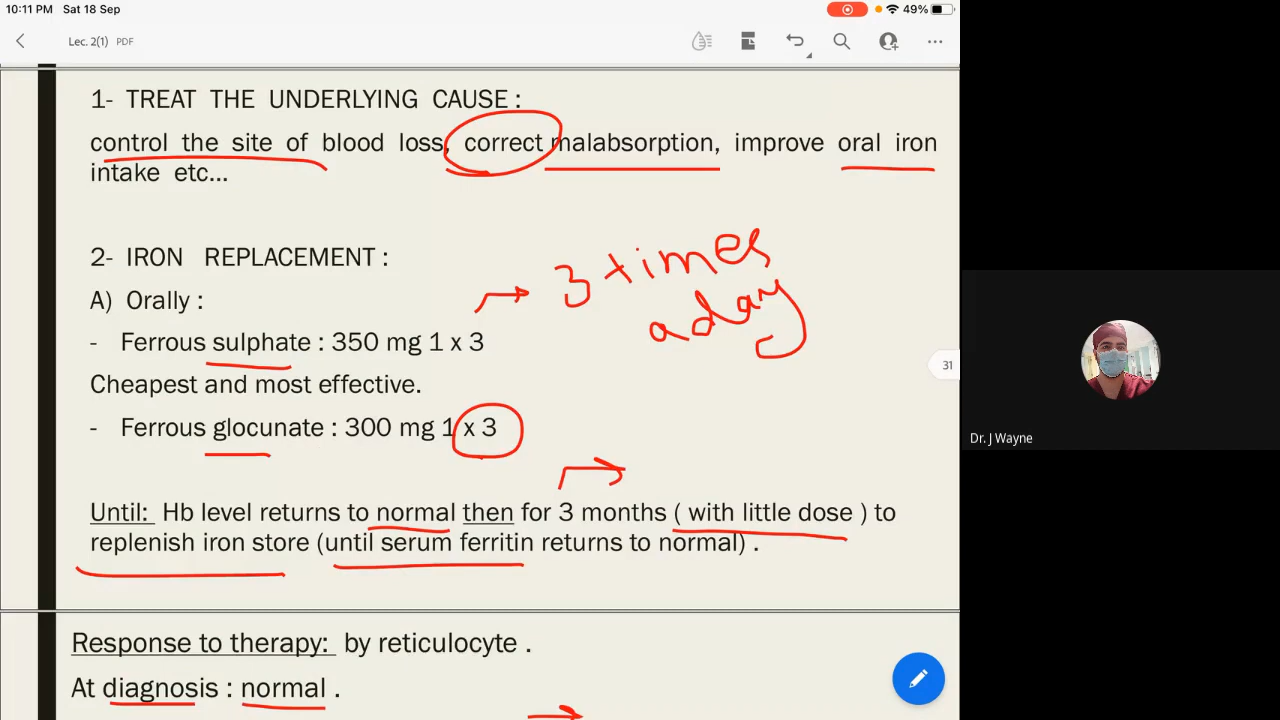 10:11 PM Sat 18 Sep 49%
Lec. 2(1) PDF
1- TREAT THE UNDERLYING CAUSE :
control the site of blood loss, correct malabsorption, improve oral iron
intake etc...
2- IRON REPLACEMENT :
3 times
a day
A) Orally :
- Ferrous sulphate : 350 mg 1 x 3
Cheapest and most effective.
31
- Ferrous glocunate : 300 mg 1 x 3
Dr. J Wayne
Until: Hb level returns to normal then for 3 months ( with little dose ) to
replenish iron store (until serum ferritin returns to normal) .
Response to therapy: by reticulocyte .
At diagnosis : normal .